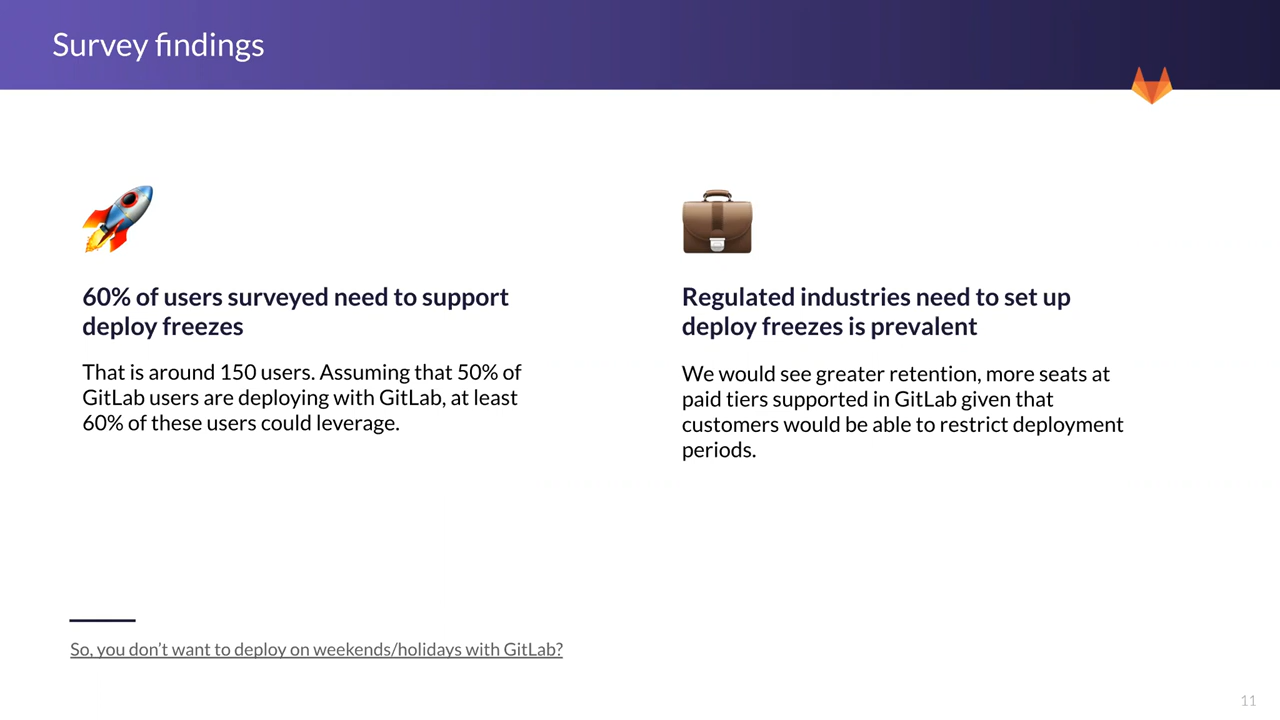 Survey findings
60% of users surveyed need to support
deploy freezes
That is around 150 users. Assuming that 50% of
GitLab users are deploying with GitLab, at least
60% of these users could leverage.
Regulated industries need to set up
deploy freezes is prevalent
We would see greater retention, more seats at
paid tiers supported in GitLab given that
customers would be able to restrict deployment
periods.
So, you don’t want to deploy on weekends/holidays with GitLab?
11